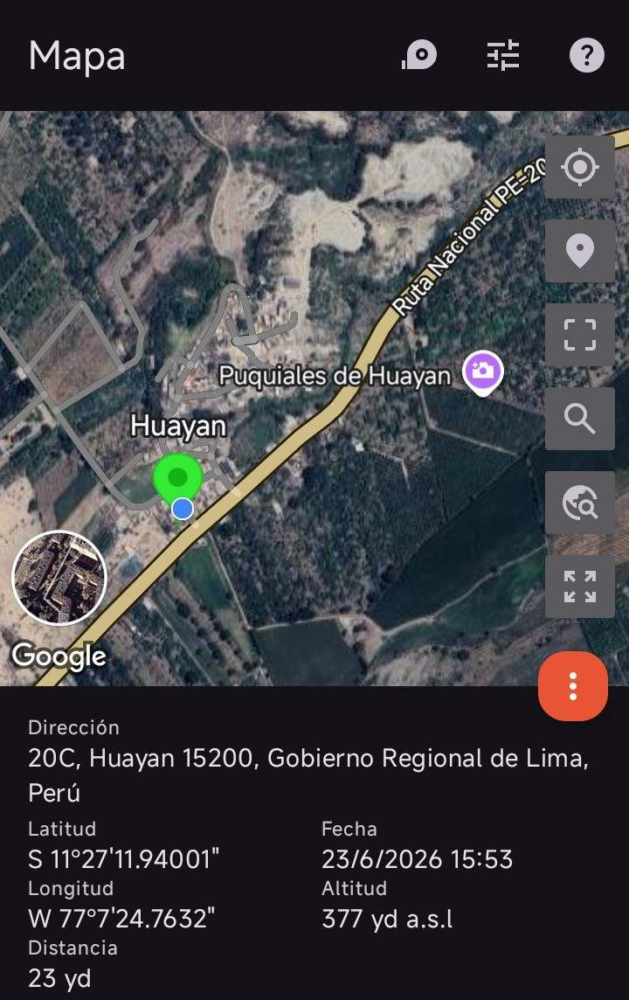 Mapa
Ruta Nacional PE-20
Puquiales de Huayan
Huayan
Google
Dirección
20C, Huayan 15200, Gobierno Regional de Lima,
Perú
Latitud
S 11°27'11.94001"
Fecha
23/6/2026 15:53
Longitud
W 77°7'24.7632"
Altitud
377 yd a.s.l
Distancia
23 yd